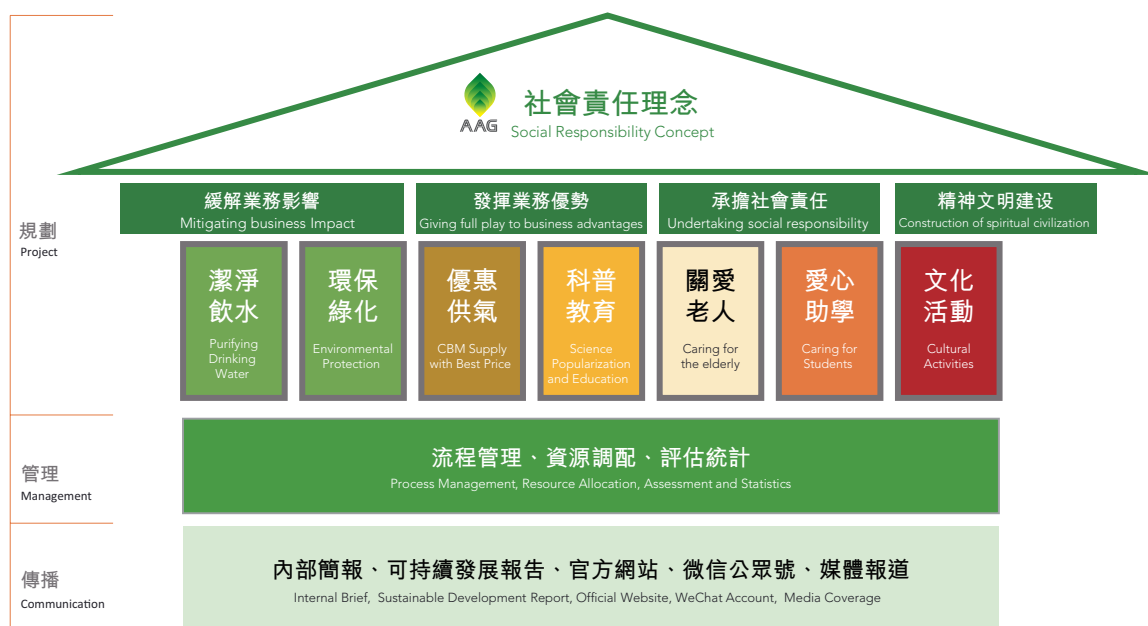 AAG
社會責任理念
Social Responsibility Concept
規劃
Project
緩解業務影響
Mitigating business Impact
發揮業務優勢
Giving full play to business advantages
承擔社會責任
Undertaking social responsibility
精神文明建设
Construction of spiritual civilization
潔淨
飲水
Purifying
Drinking
Water
環保
綠化
Environmental
Protection
優惠
供氣
CBM Supply
with Best Price
科普
教育
Science
Popularization
and Education
關愛
老人
Caring for
the elderly
愛心
助學
Caring for
Students
文化
活動
Cultural
Activities
管理
Management
流程管理、資源調配、評估統計
Process Management, Resource Allocation, Assessment and Statistics
傳播
Communication
內部簡報、可持續發展報告、官方網站、微信公眾號、媒體報道
Internal Brief, Sustainable Development Report, Official Website, WeChat Account, Media Coverage